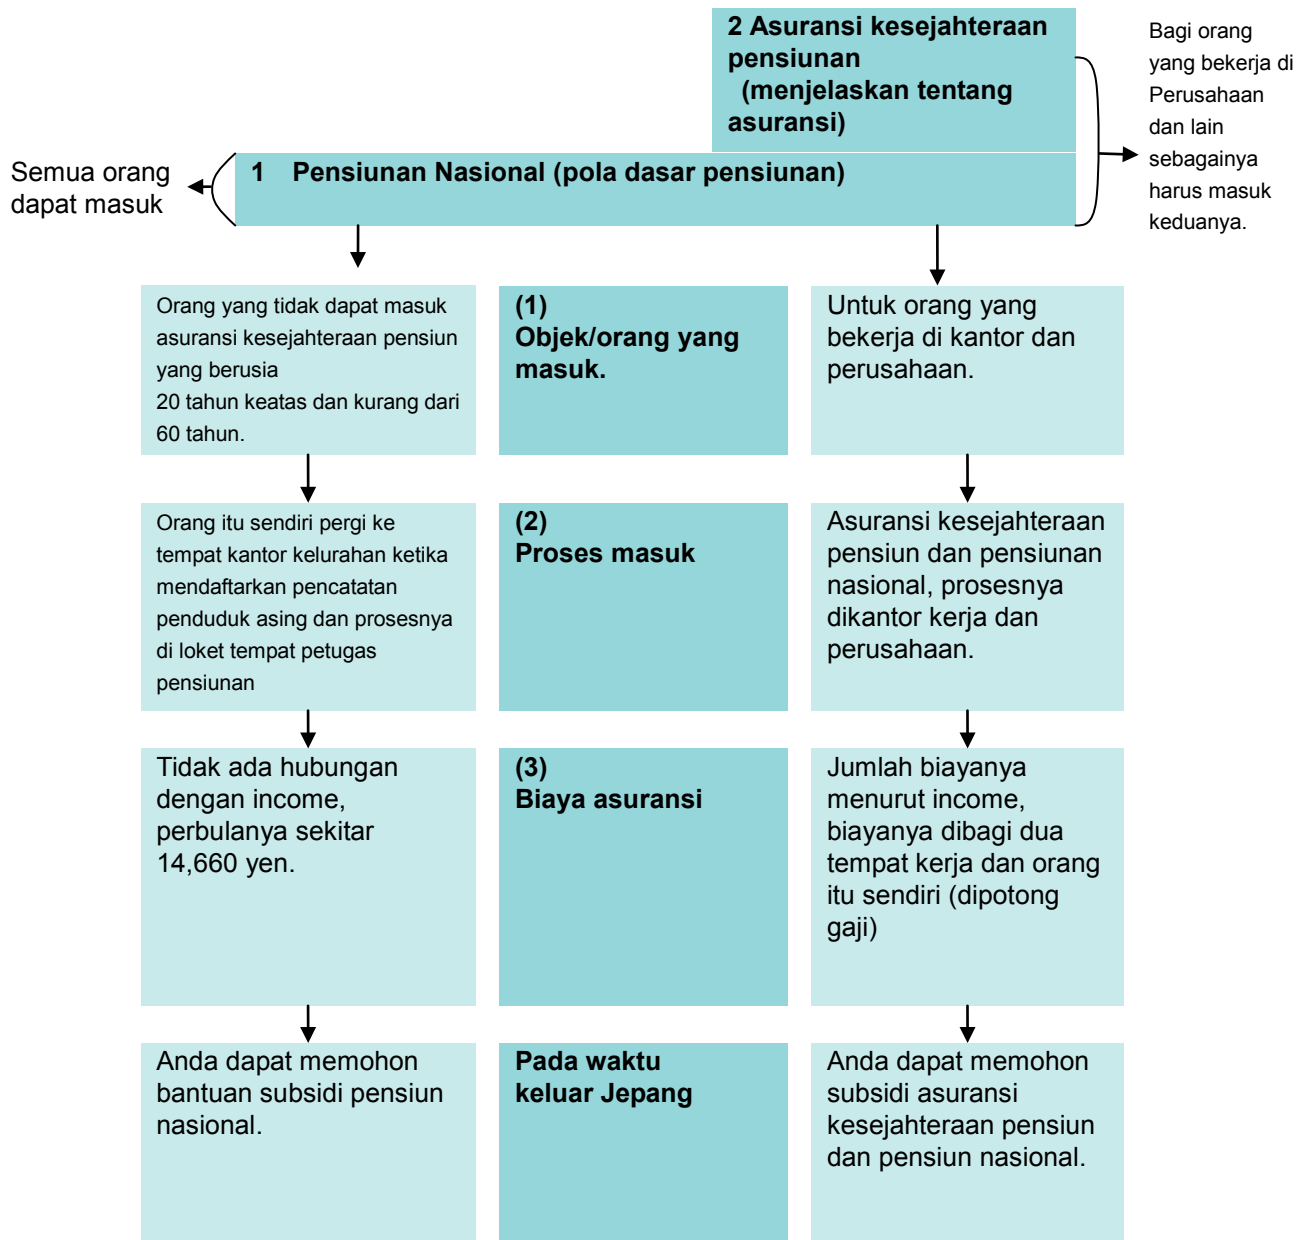 2 Asuransi kesejahteraan
pensiunan
(menjelaskan tentang
asuransi)
Bagi orang
yang bekerja di
Perusahaan
dan lain
sebagainya
harus masuk
keduanya.
Semua orang
dapat masuk
1 Pensiunan Nasional (pola dasar pensiunan)
Orang yang tidak dapat masuk
asuransi kesejahteraan pensiun
yang berusia
20 tahun keatas dan kurang dari
60 tahun.
(1)
Objek/orang yang
masuk.
Untuk orang yang
bekerja di kantor dan
perusahaan.
Orang itu sendiri pergi ke
tempat kantor kelurahan ketika
mendaftarkan pencatatan
penduduk asing dan prosesnya
di loket tempat petugas
pensiunan
(2)
Proses masuk
Asuransi kesejahteraan
pensiun dan pensiunan
nasional, prosesnya
dikantor kerja dan
perusahaan.
Tidak ada hubungan
dengan income,
perbulanya sekitar
14,660 yen.
(3)
Biaya asuransi
Jumlah biayanya
menurut income,
biayanya dibagi dua
tempat kerja dan orang
itu sendiri (dipotong
gaji)
Anda dapat memohon
bantuan subsidi pensiun
nasional.
Pada waktu
keluar Jepang
Anda dapat memohon
subsidi asuransi
kesejahteraan pensiun
dan pensiun nasional.